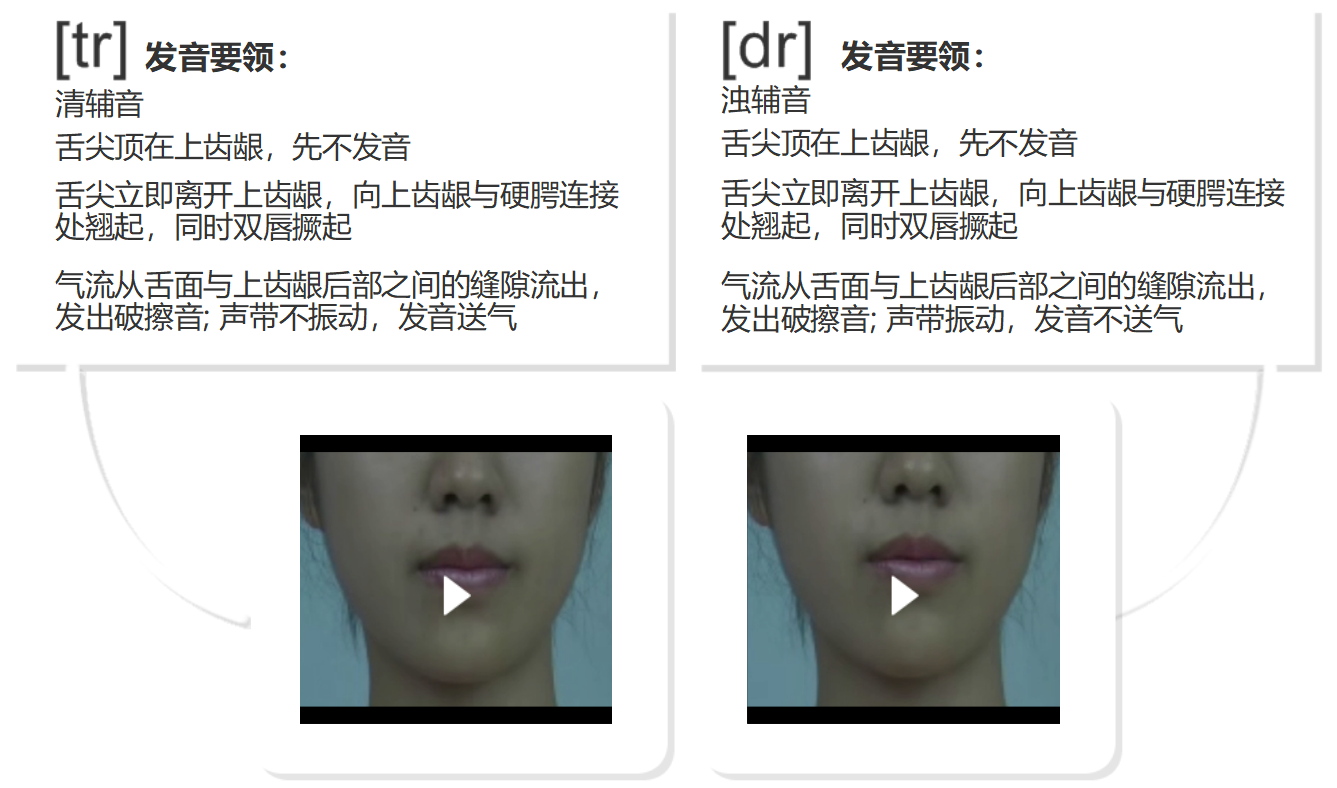 [tr] 发音要领：
清辅音
舌尖顶在上齿龈，先不发音
舌尖立即离开上齿龈，向上齿龈与硬腭连接
处翘起，同时双唇撅起
气流从舌面与上齿龈后部之间的缝隙流出，
发出破擦音; 声带不振动，发音送气
[dr] 发音要领：
浊辅音
舌尖顶在上齿龈，先不发音
舌尖立即离开上齿龈，向上齿龈与硬腭连接
处翘起，同时双唇撅起
气流从舌面与上齿龈后部之间的缝隙流出，
发出破擦音; 声带振动，发音不送气